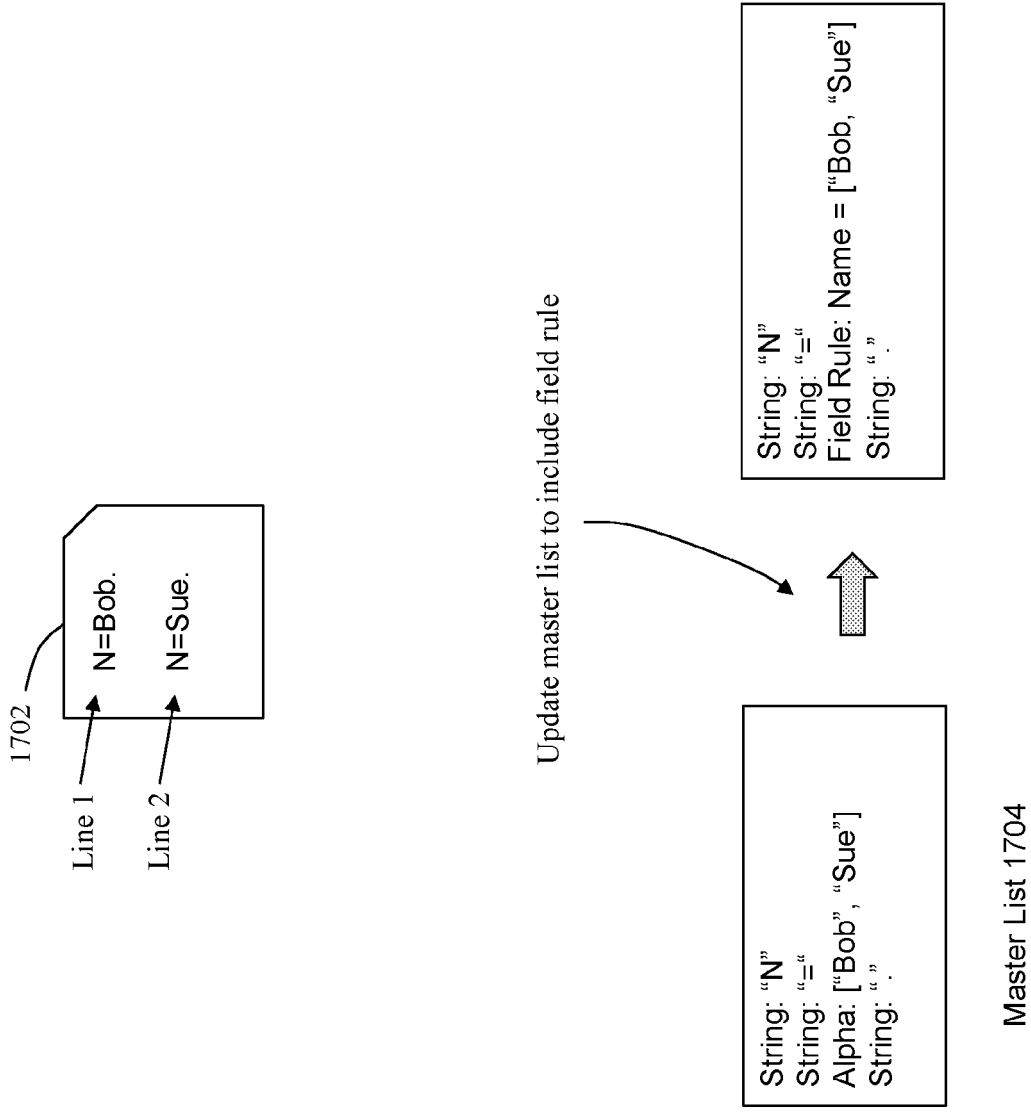 1702
Line 1
N=Bob.
Line 2
N=Sue.
Update master list to include field rule
String: “N”
String: “=“
Alpha: [“Bob”, “Sue”]
String: “.”
String: “N”
String: “=“
Field Rule: Name = [“Bob, “Sue”]
String: “.”
Master List 1704